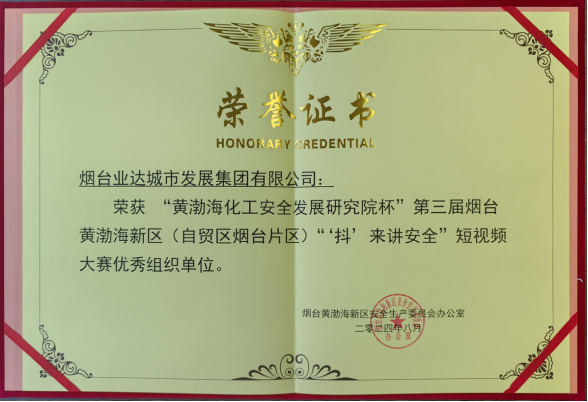 荣誉证书
HONORARY CREDENTIAL
烟台业达城市发展集团有限公司：
荣获 “黄渤海化工安全发展研究院杯”第三届烟台
黄渤海新区（自贸区烟台片区）“‘抖’来讲安全”短视频
大赛优秀组织单位。
烟台黄渤海新区安全生产委员会办公室
二〇二四年八月
办公室